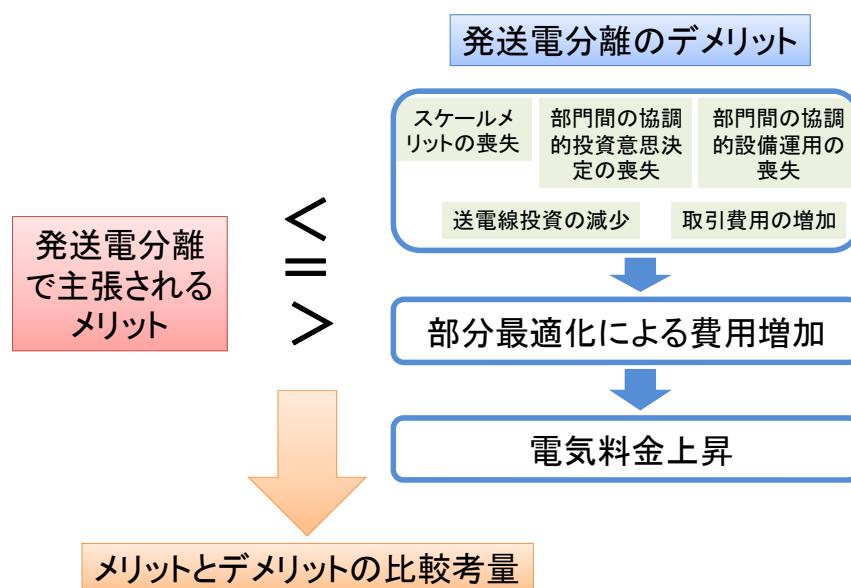 発送電分離のデメリット
スケールメ
リットの喪失
部門間の協調
的投資意思決
定の喪失
部門間の協調
的設備運用の
喪失
送電線投資の減少
取引費用の増加
発送電分離
で主張される
メリット
<
=
>
部分最適化による費用増加
電気料金上昇
メリットとデメリットの比較考量